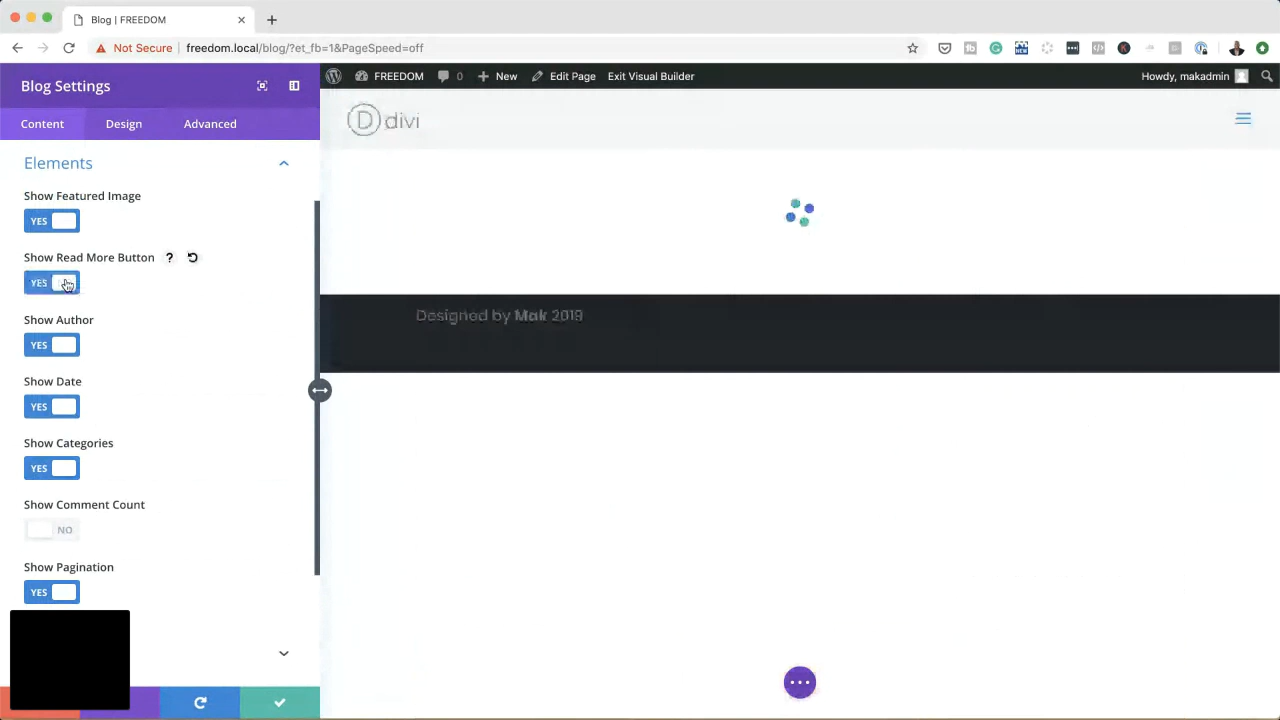 Blog | FREEDOM
Not Secure | freedom.local/blog/?et_fb=1&PageSpeed=off
Blog Settings
FREEDOM 0 New Edit Page Exit Visual Builder Howdy, makadmin
Content Design Advanced
D divi
Elements
Show Featured Image
YES
Show Read More Button ?
YES
Show Author
YES
Show Date
YES
Show Categories
YES
Show Comment Count
NO
Show Pagination
YES
Designed by Mak 2019